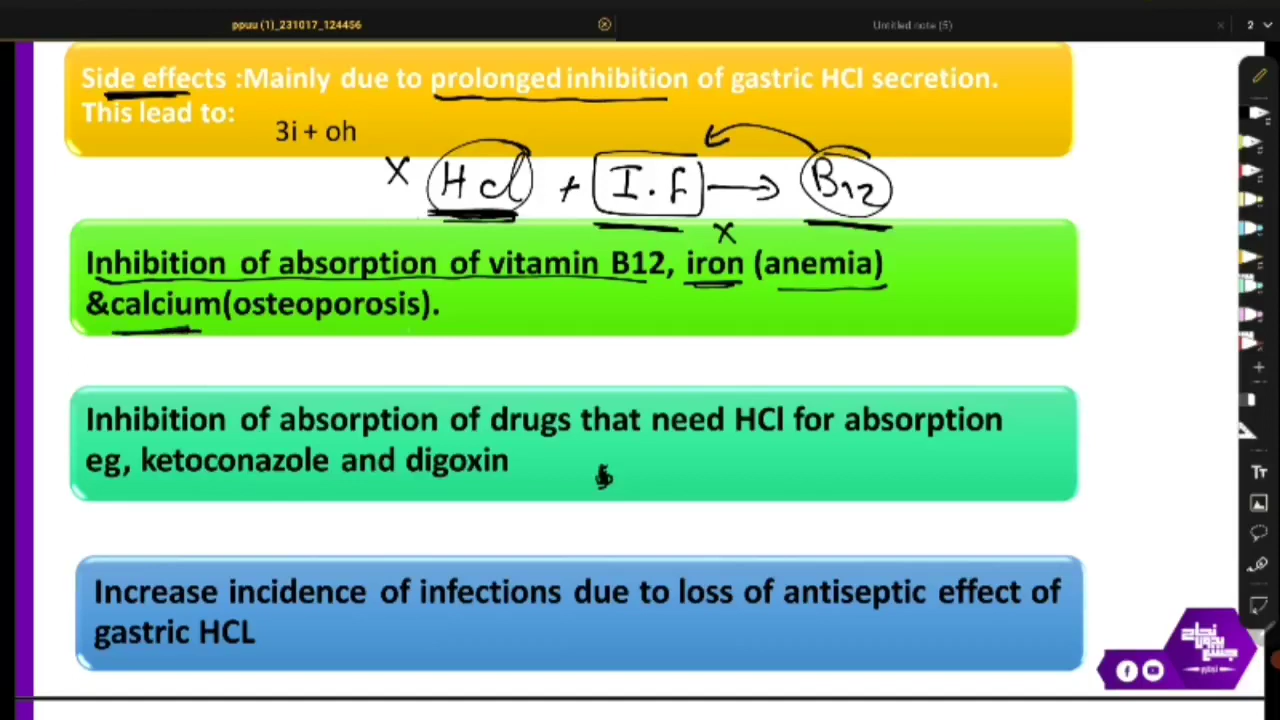 ppuu (1)_231017_124456
Untitled note (5)
2
Side effects :Mainly due to prolonged inhibition of gastric HCl secretion.
This lead to:
3i + oh
x Hcl + I.f → B12
x
Inhibition of absorption of vitamin B12, iron (anemia)
&calcium(osteoporosis).
Inhibition of absorption of drugs that need HCl for absorption
eg, ketoconazole and digoxin
Increase incidence of infections due to loss of antiseptic effect of
gastric HCL
Tт